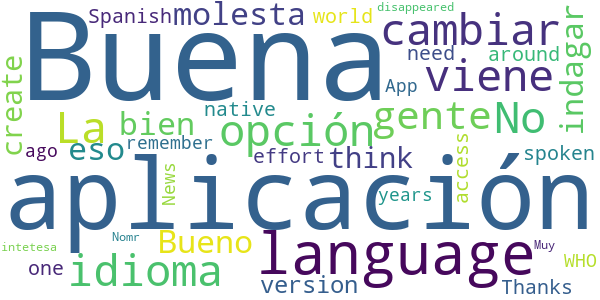 disappeared
Spanish molesta world cambiar
Buena need around indagar
create App viene
native gente No
La bien opción
ago eso remember effort think access spoken
News years
aplicación
Nomr Bueno language WHO
intetesa Muy
one idioma version Thanks